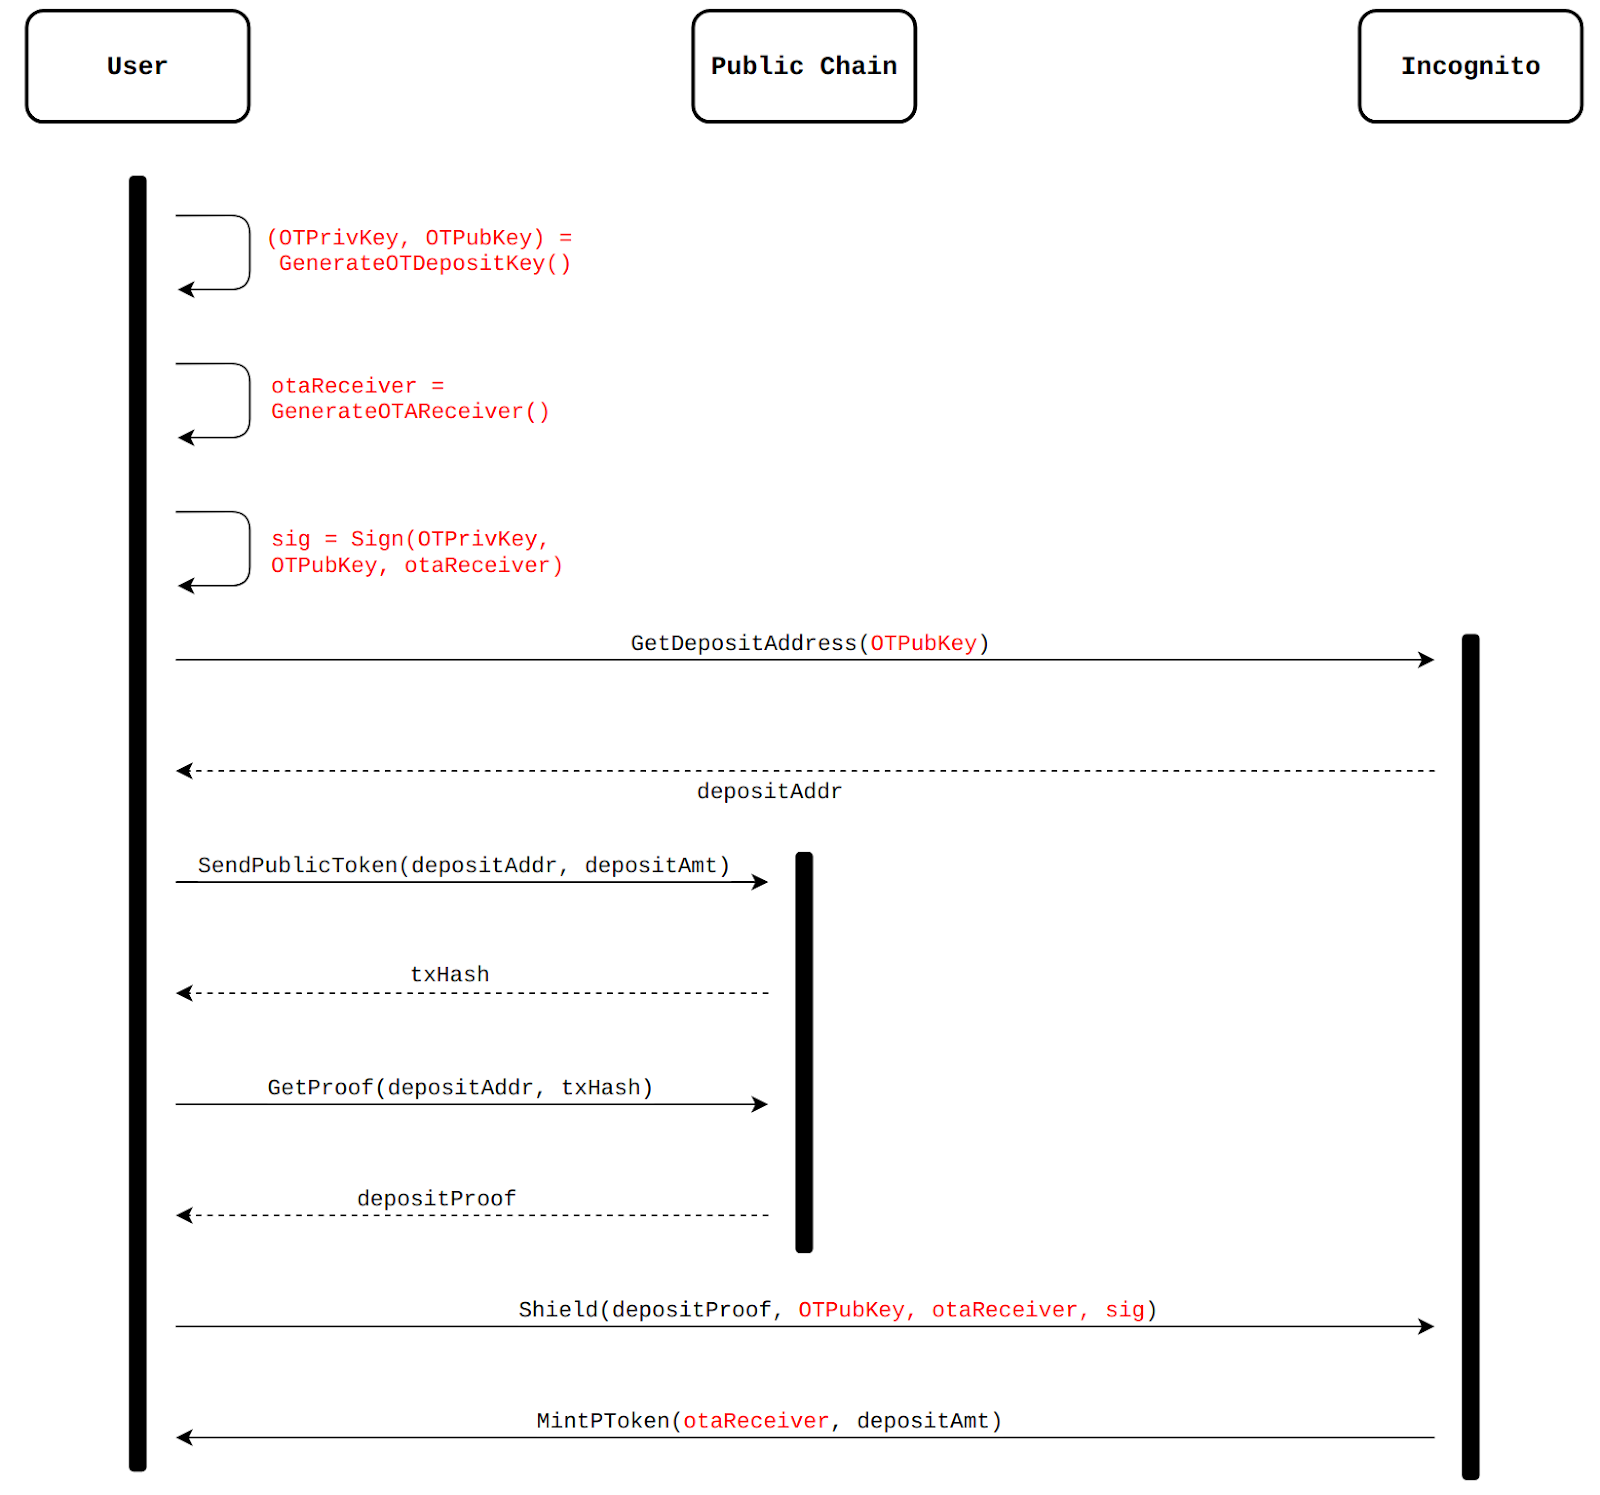 User
Public Chain
Incognito
(OTPrivKey, OTPubKey) =
GenerateOTDepositKey()
otaReceiver =
GenerateOTAReceiver()
sig = Sign(OTPrivKey,
OTPubKey, otaReceiver)
GetDepositAddress(OTPubKey)
depositAddr
SendPublicToken(depositAddr, depositAmt)
txHash
GetProof(depositAddr, txHash)
depositProof
Shield(depositProof, OTPubKey, otaReceiver, sig)
MintPToken(otaReceiver, depositAmt)